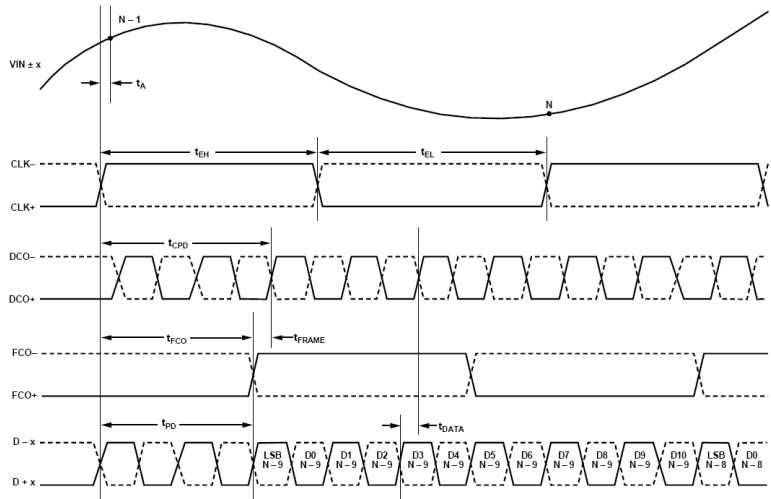 N – 1
VIN ± x
tA
N
tEH
tEL
CLK–
CLK+
tCPD
DCO–
DCO+
tFCO
tFRAME
FCO–
FCO+
tPD
tDATA
D – x
D + x
LSB N – 9
D0 N – 9
D1 N – 9
D2 N – 9
D3 N – 9
D4 N – 9
D5 N – 9
D6 N – 9
D7 N – 9
D8 N – 9
D9 N – 9
D10 N – 9
LSB N – 8
D0 N – 8